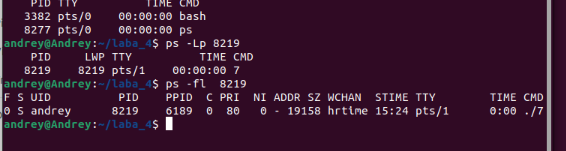 PID TTY          TIME CMD
3382 pts/0    00:00:00 bash
8277 pts/0    00:00:00 ps
andrey@Andrey:~/laba_4$ ps -Lp 8219
PID     LWP TTY          TIME CMD
8219    8219 pts/1    00:00:00 7
andrey@Andrey:~/laba_4$ ps -fl  8219
F S UID          PID    PPID  C PRI  NI ADDR SZ WCHAN  STIME TTY        TIME CMD
0 S andrey      8219    6189  0  80   0 - 19158 hrtime 15:24 pts/1      0:00 ./7
andrey@Andrey:~/laba_4$